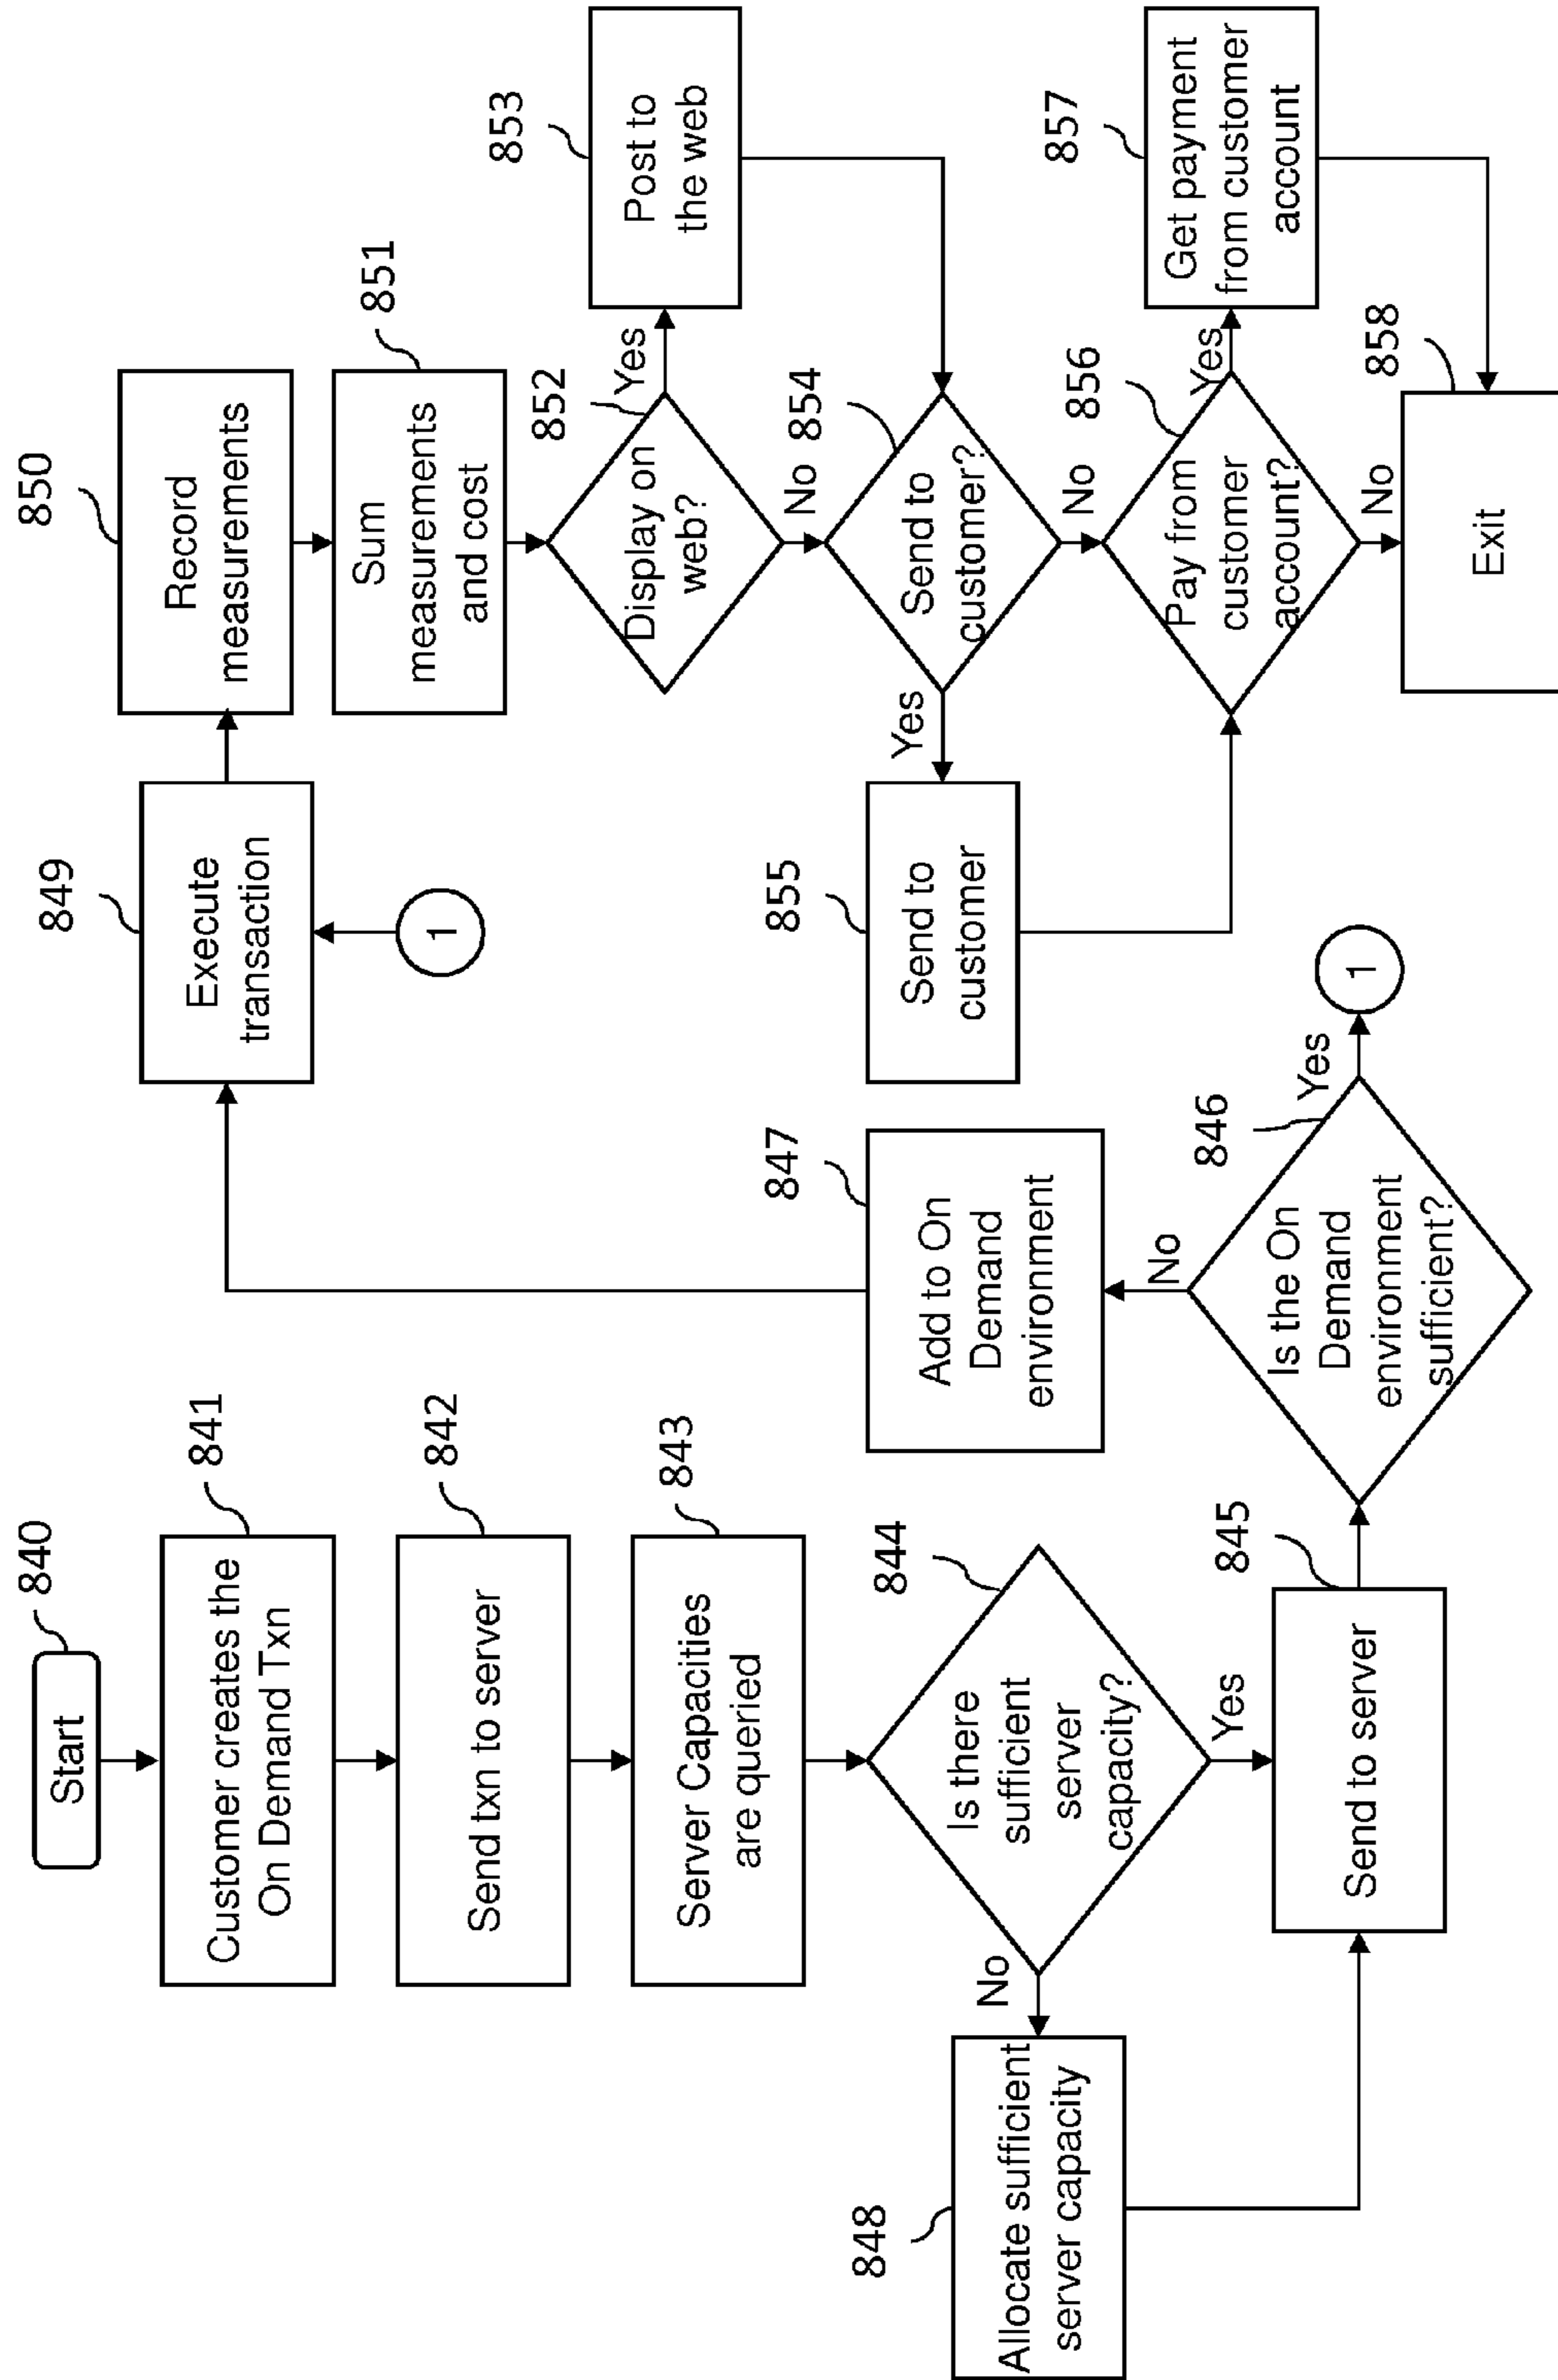 840
Start
841
Customer creates the
On Demand Txn
842
Send txn to server
843
Server Capacities
are queried
844
Is there
sufficient
server
capacity?
No
Yes
848
Allocate sufficient
server capacity
845
Send to server
846
Is the On
Demand
environment
sufficient?
No
Yes
1
847
Add to On
Demand
environment
849
Execute
transaction
1
850
Record
measurements
851
Sum
measurements
and cost
852
Display on
web?
Yes
No
853
Post to
the web
854
Send to
customer?
Yes
No
855
Send to
customer
856
Pay from
customer
account?
Yes
No
857
Get payment
from customer
account
858
Exit